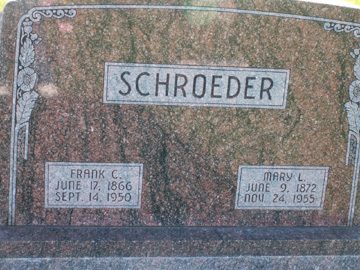 SCHROEDER
FRANK C.
JUNE 17, 1866
SEPT. 14, 1950
MARY L.
JUNE 9, 1872
NOV. 24, 1955